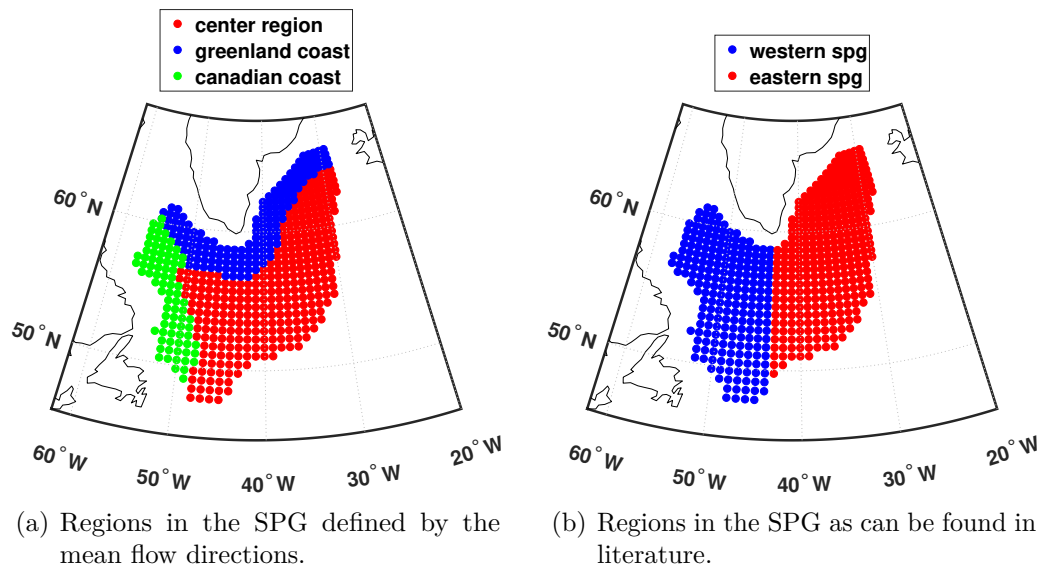 center region
greenland coast
canadian coast
60°N
50°N
60°W
50°W
40°W
30°W
20°W
(a) Regions in the SPG defined by the
mean flow directions.
western spg
eastern spg
60°N
50°N
60°W
50°W
40°W
30°W
20°W
(b) Regions in the SPG as can be found in
literature.